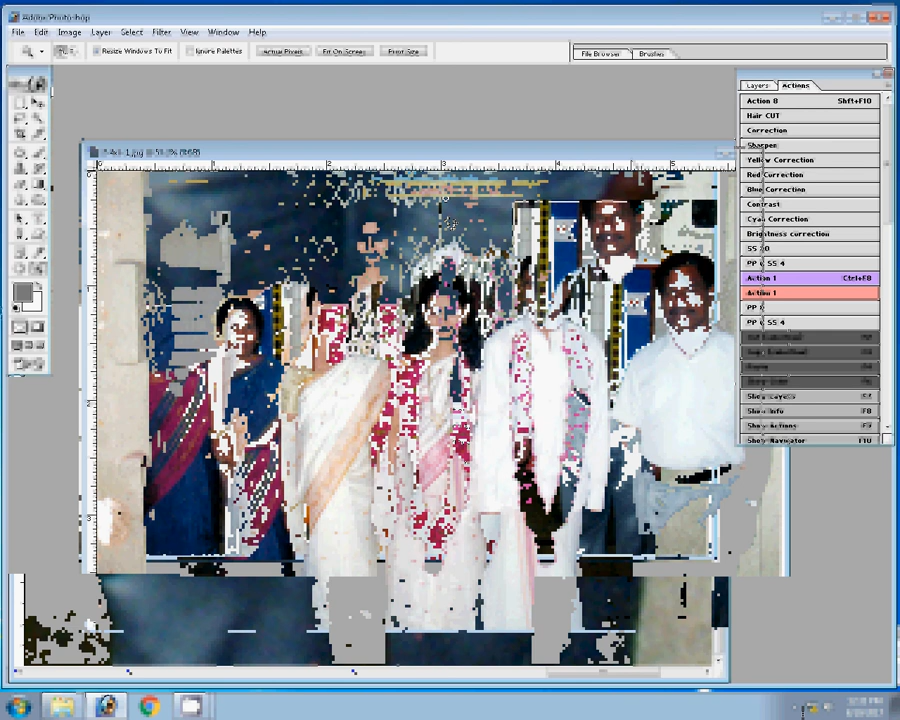 Adobe Photoshop
File Edit Image Layer Select Filter View Window Help
Resize Windows To Fit Ignore Palettes Actual Pixels Fit On Screen Print Size File Browser Brushes
Layers Actions
Action 8 Shft+F10
Hair CUT
Correction
Sharpen
Yellow Correction
Red Correction
Blue Correction
Contrast
Cyan Correction
Brightness correction
Action 1 Ctrl+F8
Action 1
Show Layers
Show Info F8
Show Actions F9
Show Navigator F10